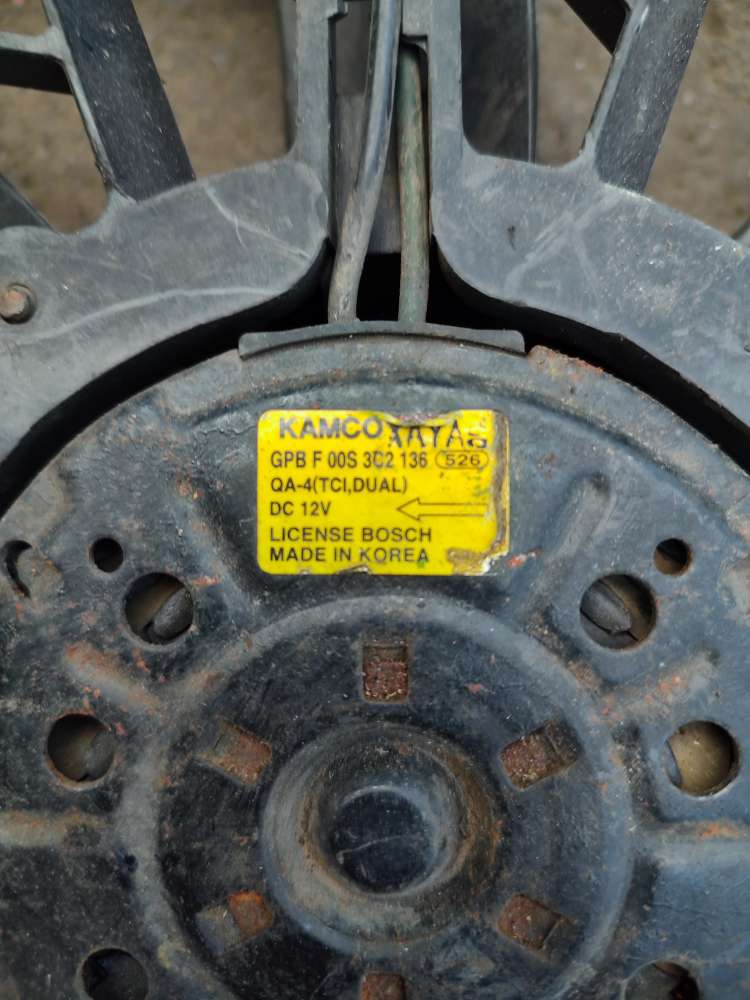 KAMCO
GPB F 00S 3C2 136 526
QA-4(TCI,DUAL)
DC 12V
LICENSE BOSCH
MADE IN KOREA